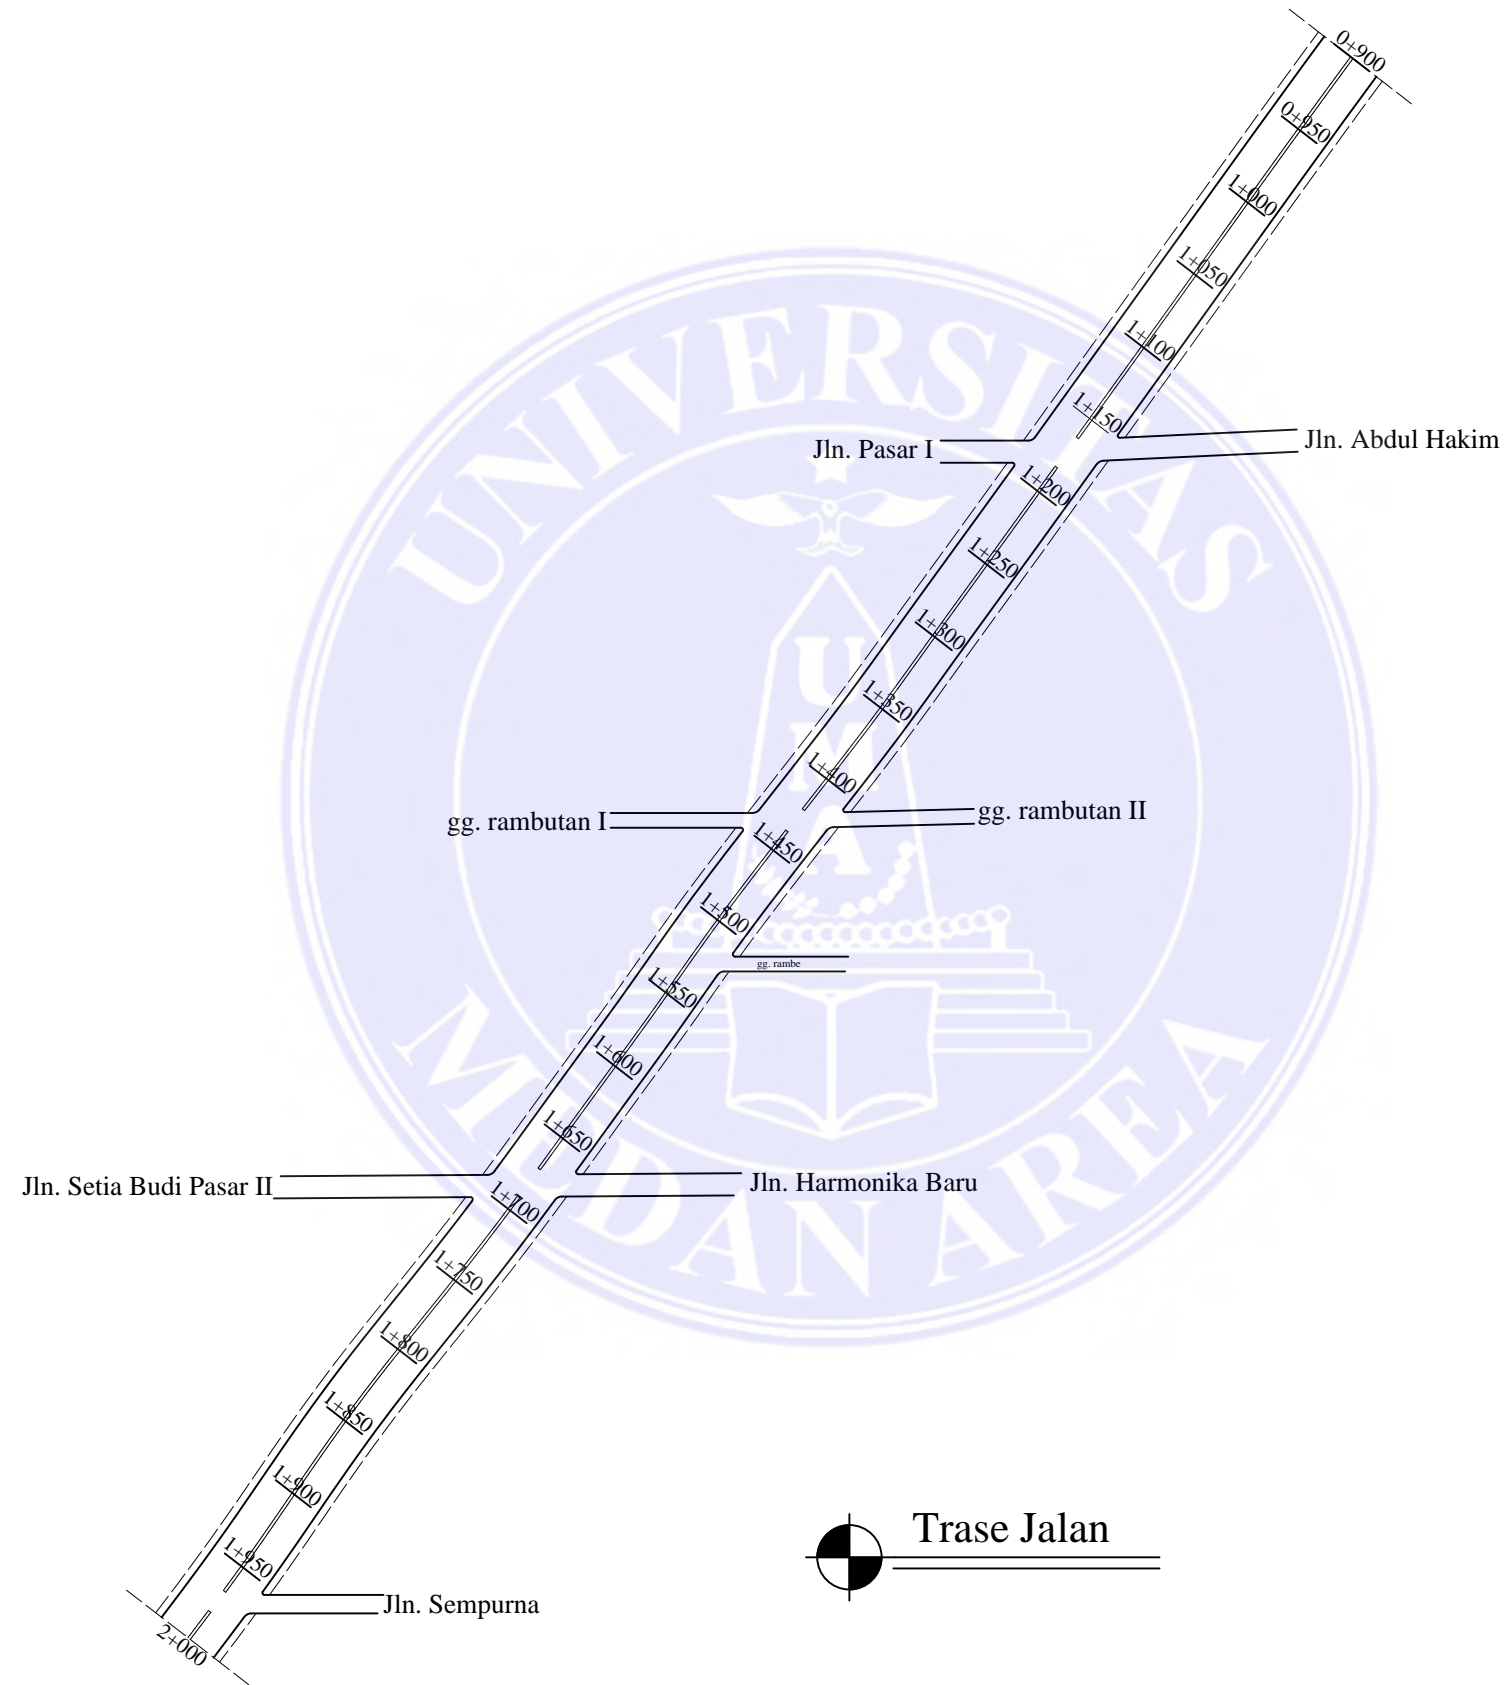 0+900
0+950
1+000
1+050
1+100
1+150
Jln. Pasar I
Jln. Abdul Hakim
1+200
1+250
1+300
1+350
1+400
gg. rambutan I
gg. rambutan II
1+450
1+500
gg. rambe
1+550
1+600
1+650
Jln. Setia Budi Pasar II
Jln. Harmonika Baru
1+700
1+750
1+800
1+850
1+900
1+950
Jln. Sempurna
2+000
Trase Jalan
UNIVERSITAS
UMA
MEDAN AREA